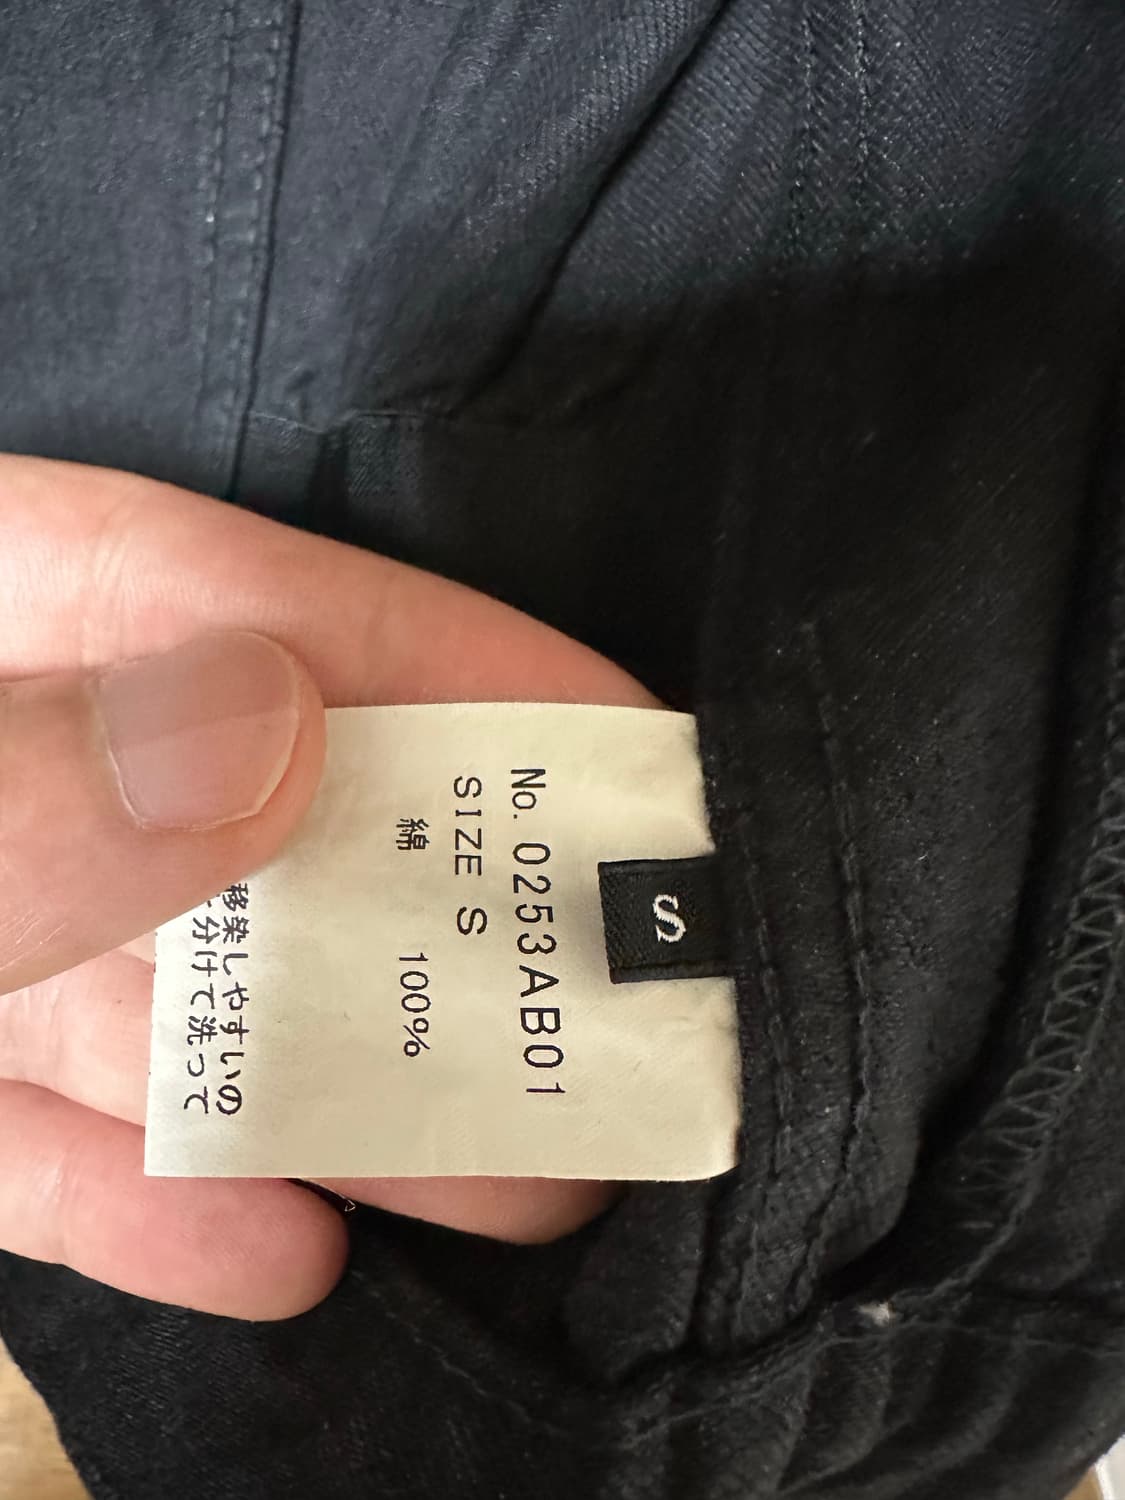 S
No. 0253AB01
SIZE S
綿 100%
移染しやすいの
分けて洗って